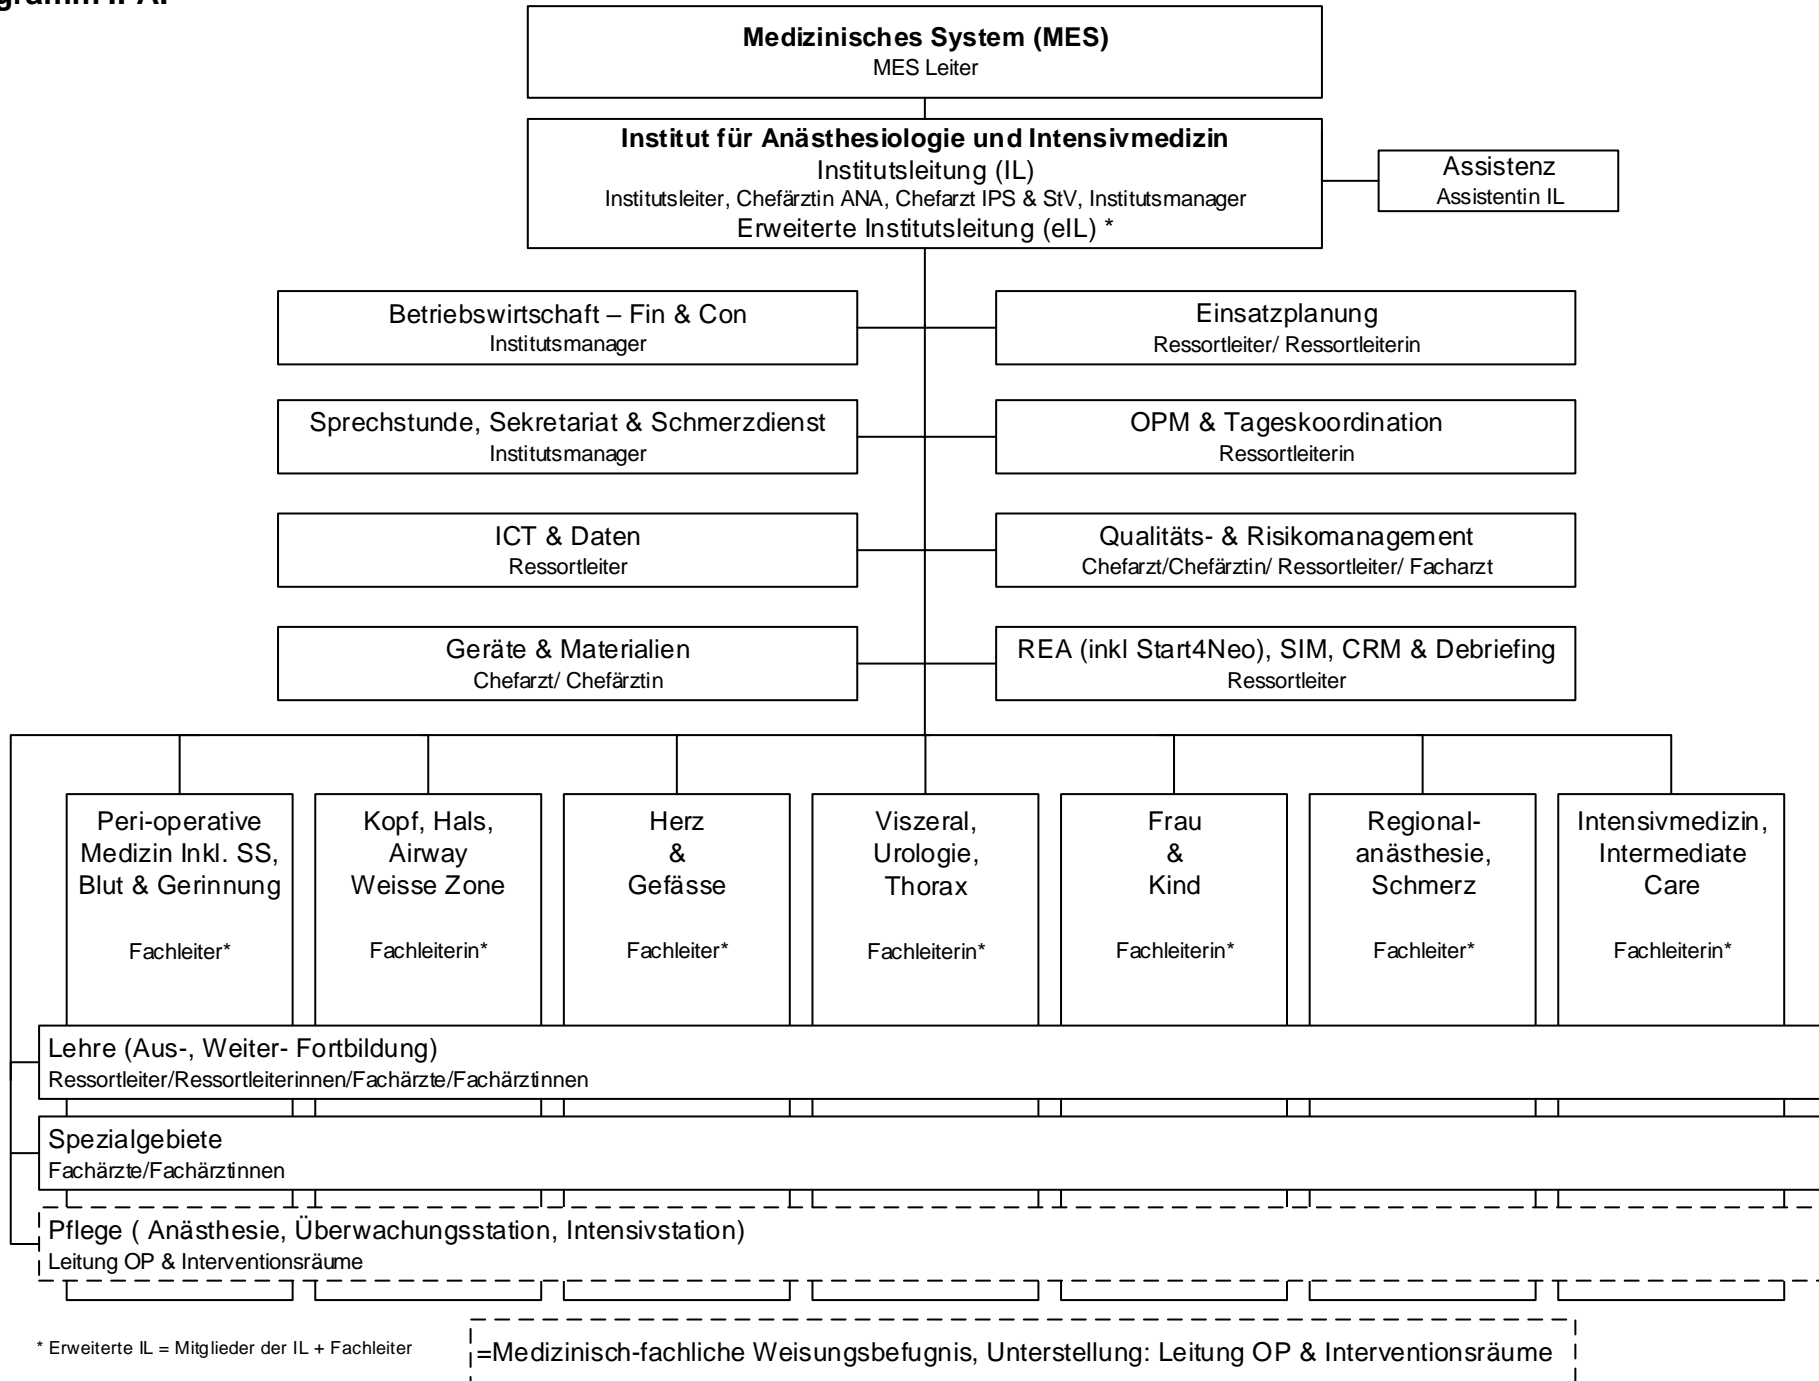 Medizinisches System (MES)
MES Leiter
Institut für Anästhesiologie und Intensivmedizin
Institutsleitung (IL)
Institutsleiter, Chefärztin ANA, Chefarzt IPS & StV, Institutsmanager
Erweiterte Institutsleitung (eIL) *
Assistenz
Assistentin IL
Betriebswirtschaft – Fin & Con
Institutsmanager
Einsatzplanung
Ressortleiter/ Ressortleiterin
Sprechstunde, Sekretariat & Schmerzdienst
Institutsmanager
OPM & Tageskoordination
Ressortleiterin
ICT & Daten
Ressortleiter
Qualitäts- & Risikomanagement
Chefarzt/Chefärztin/ Ressortleiter/ Facharzt
Geräte & Materialien
Chefarzt/ Chefärztin
REA (inkl Start4Neo), SIM, CRM & Debriefing
Ressortleiter
Peri-operative
Medizin Inkl. SS,
Blut & Gerinnung
Fachleiter*
Kopf, Hals,
Airway
Weisse Zone
Fachleiterin*
Herz
&
Gefässe
Fachleiter*
Viszeral,
Urologie,
Thorax
Fachleiterin*
Frau
&
Kind
Fachleiterin*
Regional-
anästhesie,
Schmerz
Fachleiter*
Intensivmedizin,
Intermediate
Care
Fachleiterin*
Lehre (Aus-, Weiter- Fortbildung)
Ressortleiter/Ressortleiterinnen/Fachärzte/Fachärztinnen
Spezialgebiete
Fachärzte/Fachärztinnen
Pflege ( Anästhesie, Überwachungsstation, Intensivstation)
Leitung OP & Interventionsräume
* Erweiterte IL = Mitglieder der IL + Fachleiter
=Medizinisch-fachliche Weisungsbefugnis, Unterstellung: Leitung OP & Interventionsräume